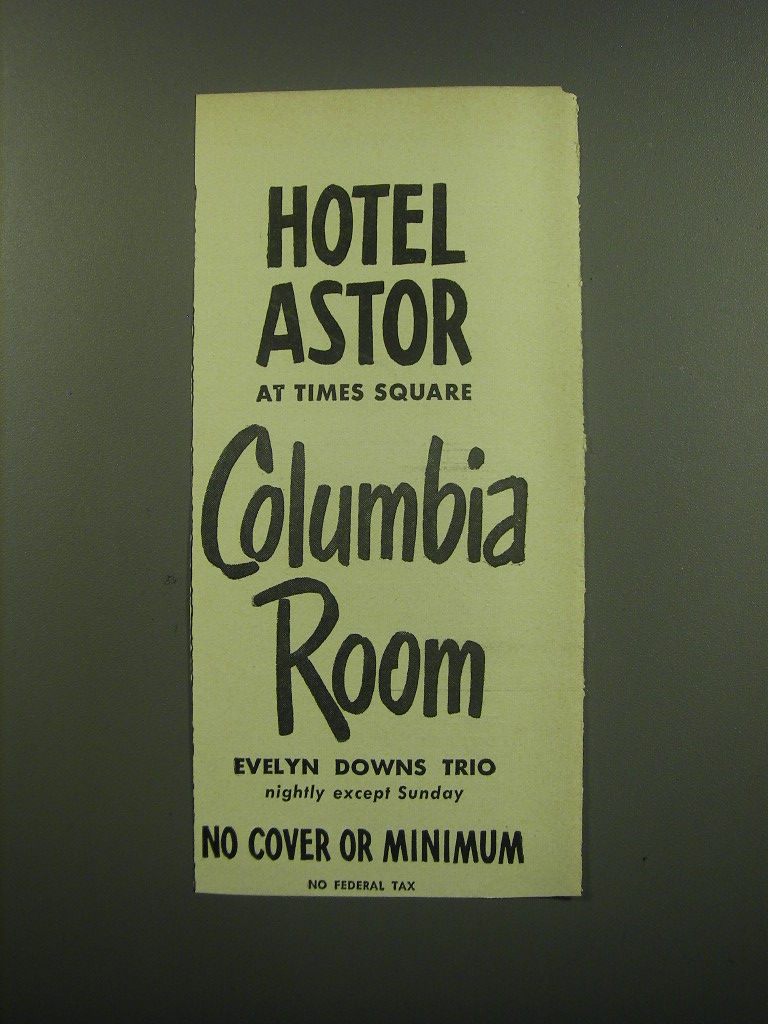 HOTEL
ASTOR
AT TIMES SQUARE
Columbia
Room
EVELYN DOWNS TRIO
nightly except Sunday
NO COVER OR MINIMUM
NO FEDERAL TAX